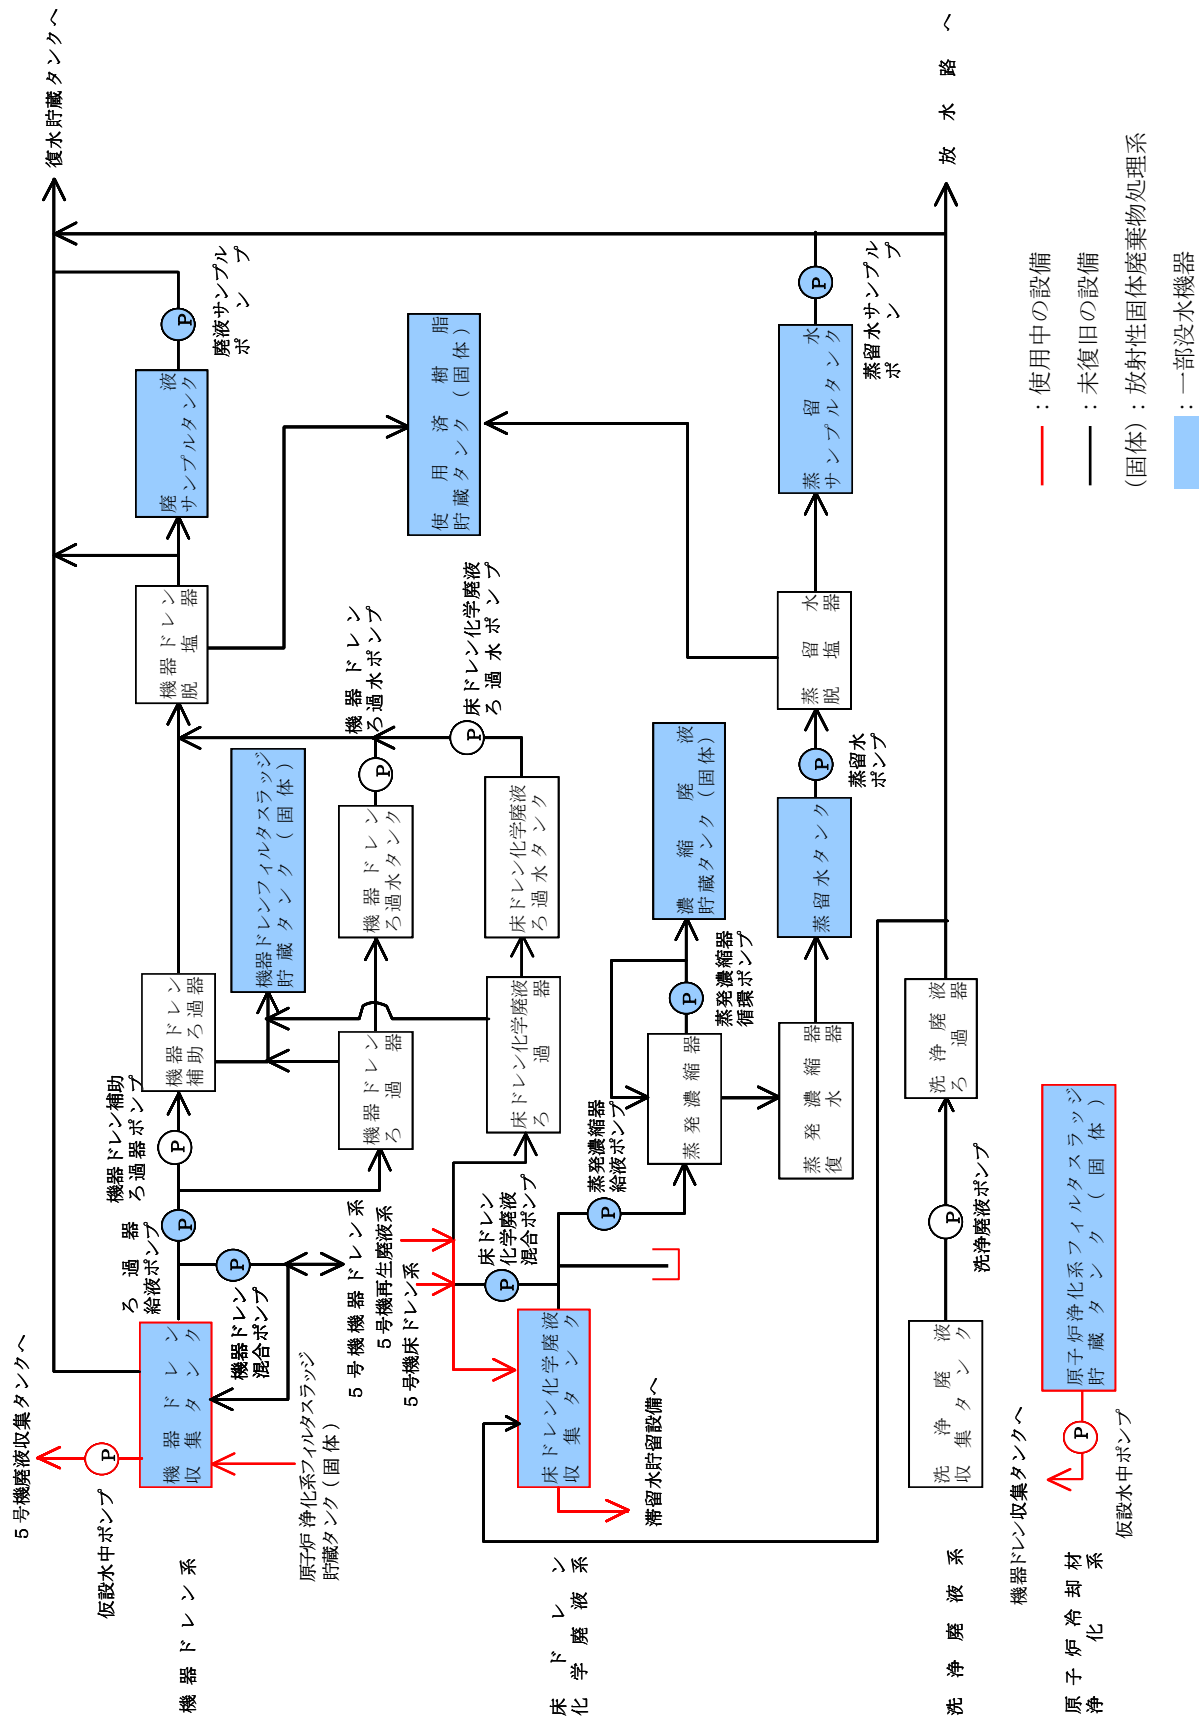 機器ドレン系
5号機廃液収集タンクへ
仮設水中ポンプ
機器ドレン
収集タンク
原子炉浄化系フィルタスラッジ
貯蔵タンク(固体)
ろ過器
給液ポンプ
機器ドレン
混合ポンプ
5号機機器ドレン系
機器ドレン補助
ろ過器ポンプ
機器ドレン
補助ろ過器
機器ドレンフィルタスラッジ
貯蔵タンク(固体)
機器ドレン
ろ過器
機器ドレン
ろ過水タンク
機器ドレン
ろ過水ポンプ
機器ドレン
脱塩器
廃液
サンプルタンク
廃液サンプル
ポンプ
復水貯蔵タンクへ
使用済樹脂
貯蔵タンク(固体)
床ドレン
化学廃液系
5号機再生廃液系
5号機床ドレン系
床ドレン化学廃液
収集タンク
滞留水貯留設備へ
床ドレン
化学廃液
混合ポンプ
床ドレン化学廃液
ろ過器
床ドレン化学廃液
ろ過水タンク
床ドレン化学廃液
ろ過水ポンプ
蒸発濃縮器
給液ポンプ
蒸発濃縮器
蒸発濃縮器
循環ポンプ
濃縮廃液
貯蔵タンク(固体)
蒸発濃縮器
復水器
蒸留水タンク
蒸留水
ポンプ
蒸留水
脱塩器
蒸留水
サンプルタンク
蒸留水サンプル
ポンプ
放水路へ
洗浄廃液系
洗浄廃液
収集タンク
洗浄廃液ポンプ
洗浄廃液
ろ過器
原子炉冷却材
浄化系
機器ドレン収集タンクへ
仮設水中ポンプ
原子炉浄化系フィルタスラッジ
貯蔵タンク(固体)
P
P
P
P
P
P
P
P
P
P
P
P
P
P
:使用中の設備
:未復旧の設備
(固体):放射性固体廃棄物処理系
:一部没水機器